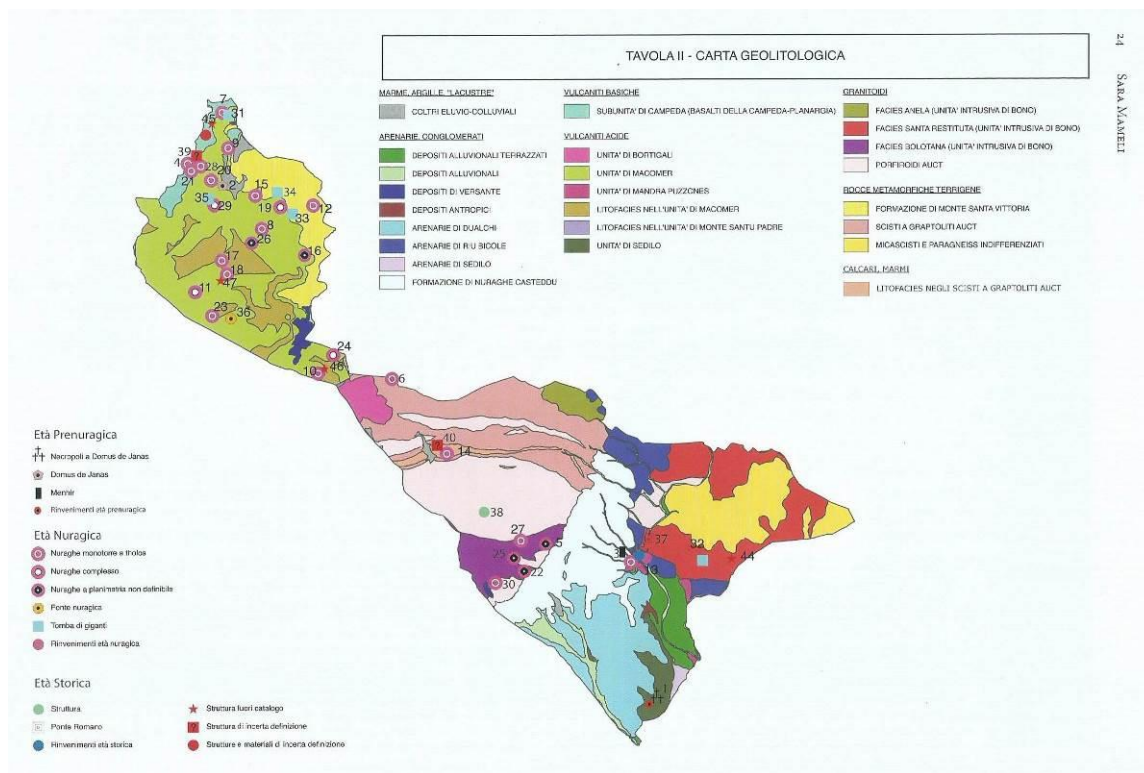 24 SARA MAMELI
TAVOLA II - CARTA GEOLITOLOGICA
MARME, ARGILLE, "LACUSTRE"
COLTRI ELUVIO-COLLUVIALI
ARENARIE, CONGLOMERATI
DEPOSITI ALLUVIONALI TERRAZZATI
DEPOSITI ALLUVIONALI
DEPOSITI DI VERSANTE
DEPOSITI ANTROPICI
ARENARIE DI DUALCHI
ARENARIE DI RIU BICOLE
ARENARIE DI SEDILO
FORMAZIONE DI NURAGHE CASTEDDU
VULCANITI BASICHE
SUBUNITA' DI CAMPEDA (BASALTI DELLA CAMPEDA-PLANARGIA)
VULCANITI ACIDE
UNITA' DI BORTIGALI
UNITA' DI MACOMER
UNITA' DI MANDRA PUZZONES
LITOFACIES NELL'UNITA' DI MACOMER
LITOFACIES NELL'UNITA' DI MONTE SANTU PADRE
UNITA' DI SEDILO
GRANITOIDI
FACIES ANELA (UNITA' INTRUSIVA DI BONO)
FACIES SANTA RESTITUTA (UNITA' INTRUSIVA DI BONO)
FACIES BOLOTANA (UNITA' INTRUSIVA DI BONO)
PORFIROIDI AUCT
ROCCE METAMORFICHE TERRIGENE
FORMAZIONE DI MONTE SANTA VITTORIA
SCISTI A GRAPTOLITI AUCT
MICASCISTI E PARAGNEISS INDIFFERENZIATI
CALCARI, MARMI
LITOFACIES NEGLI SCISTI A GRAPTOLITI AUCT
7
31
45
9
39
4
28
20
21
2
15
34
35
29
19
12
33
8
26
16
17
18
47
11
23
36
24
10
46
6
40
14
38
27
5
25
22
30
37
3
13
32
44
1
Età Prenuragica
Necropoli a Domus de Janas
Domus de Janas
Menhir
Rinvenimenti età prenuragica
Età Nuragica
Nuraghe monotorre e tholos
Nuraghe complesso
Nuraghe a planimetria non definibile
Fonte nuragica
Tomba di giganti
Rinvenimenti età nuragica
Età Storica
Struttura
Ponte Romano
Rinvenimenti età storica
Struttura fuori catalogo
Struttura di incerta definizione
Strutture e materiali di incerta definizione